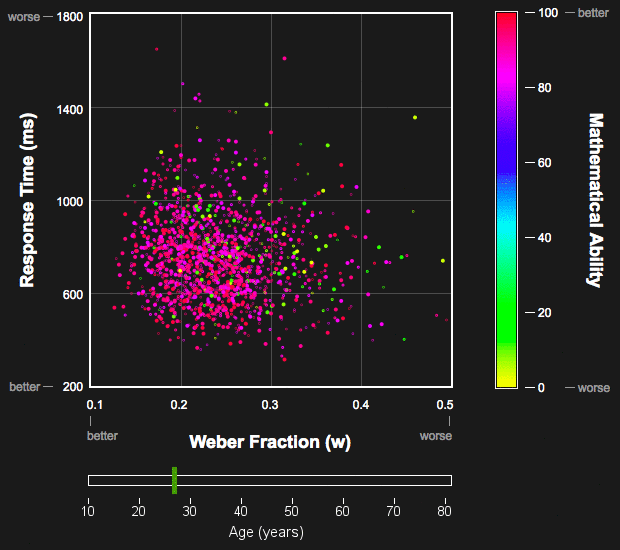 worse
1800
1400
1000
600
better
200
Response Time (ms)
0.1 0.2 0.3 0.4 0.5
better worse
Weber Fraction (w)
10 20 30 40 50 60 70 80
Age (years)
100 better
80
60
40
20
0 worse
Mathematical Ability